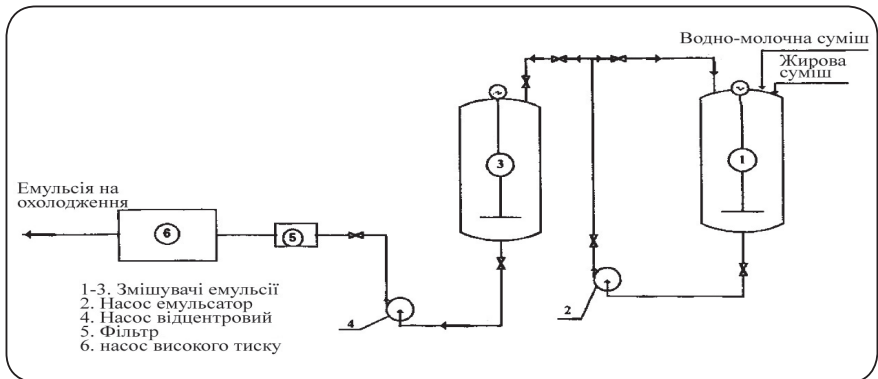 Водно-молочна суміш
Жирова
суміш
3
1
Емульсія на
охолодження
6
5
4
2
1-3. Змішувачі емульсії
2. Насос емульсатор
4. Насос відцентровий
5. Фільтр
6. насос високого тиску